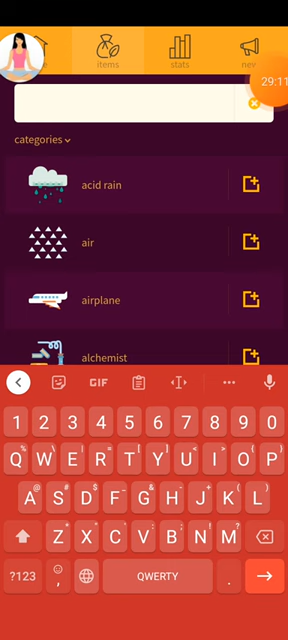 items
stats
29:11
categories
acid rain
air
airplane
alchemist
GIF
1 2 3 4 5 6 7 8 9 0
Q W E R T Y U I O P
A S D F G H J K L
Z X C V B N M
?123 , QWERTY .